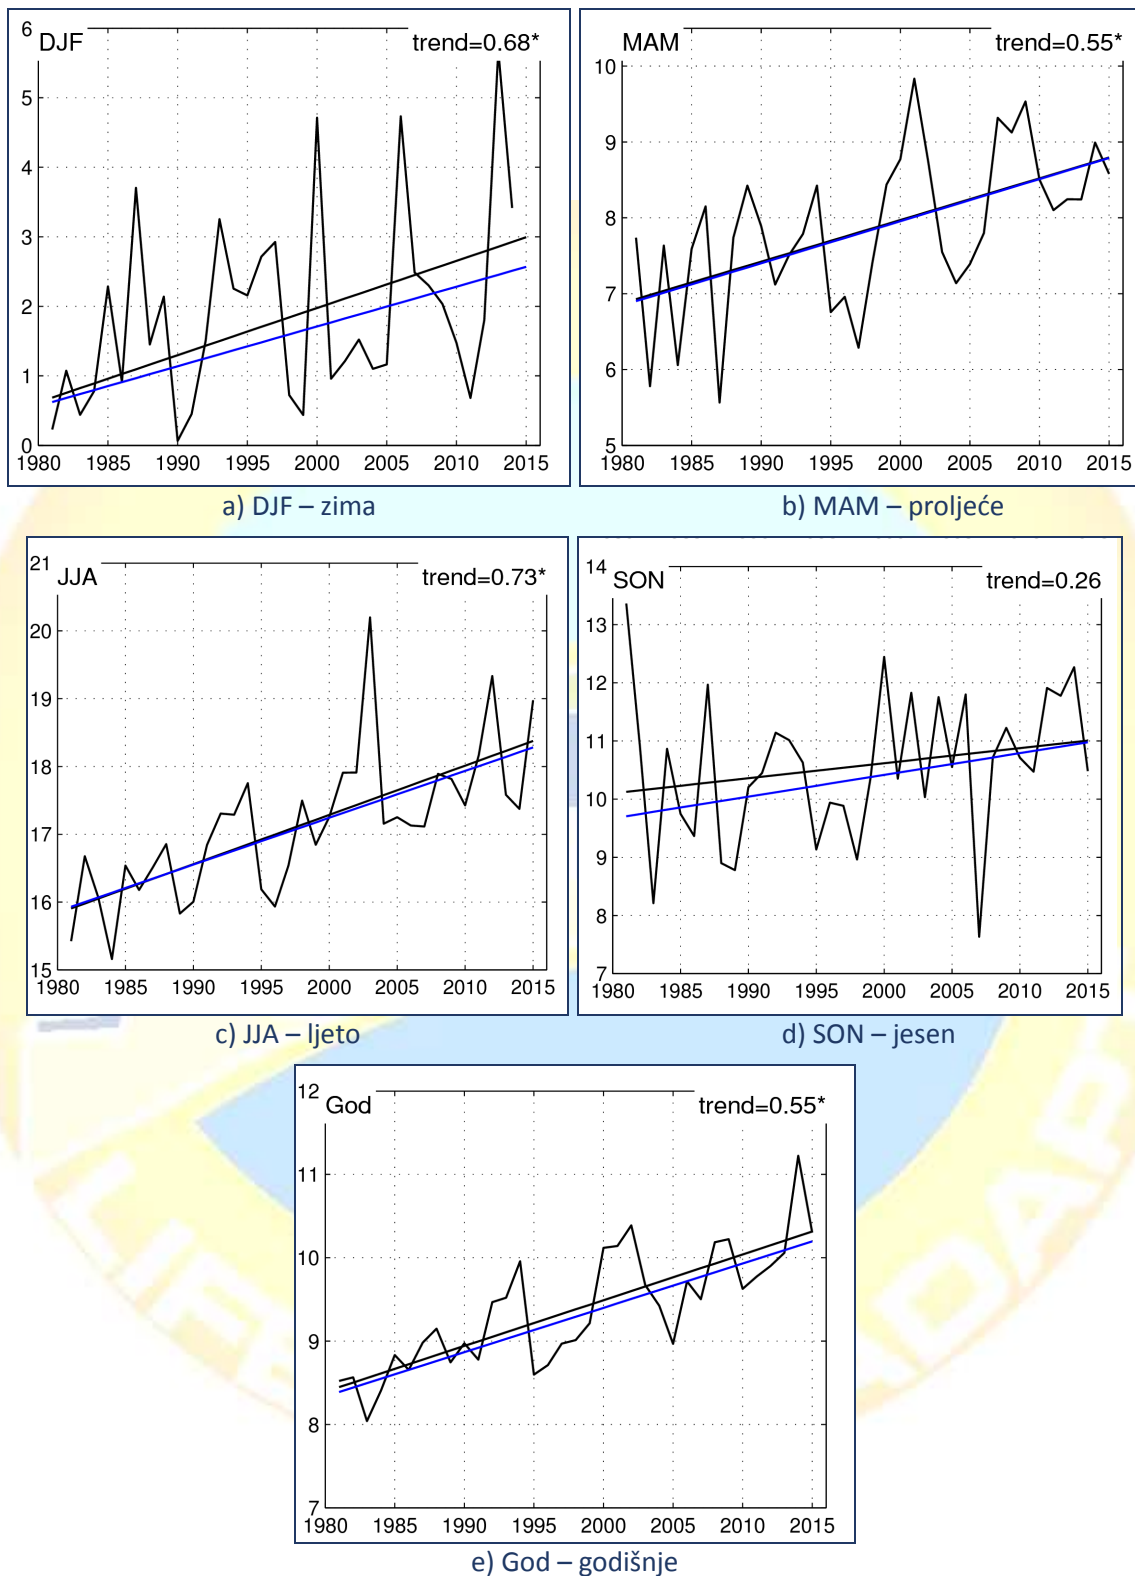 DJF trend=0.68*
6
5
4
3
2
1
0
1980 1985 1990 1995 2000 2005 2010 2015
a) DJF – zima
MAM trend=0.55*
10
9
8
7
6
5
1980 1985 1990 1995 2000 2005 2010 2015
b) MAM – proljeće
JJA trend=0.73*
21
20
19
18
17
16
15
1980 1985 1990 1995 2000 2005 2010 2015
c) JJA – ljeto
SON trend=0.26
14
13
12
11
10
9
8
7
1980 1985 1990 1995 2000 2005 2010 2015
d) SON – jesen
God trend=0.55*
12
11
10
9
8
7
1980 1985 1990 1995 2000 2005 2010 2015
e) God – godišnje